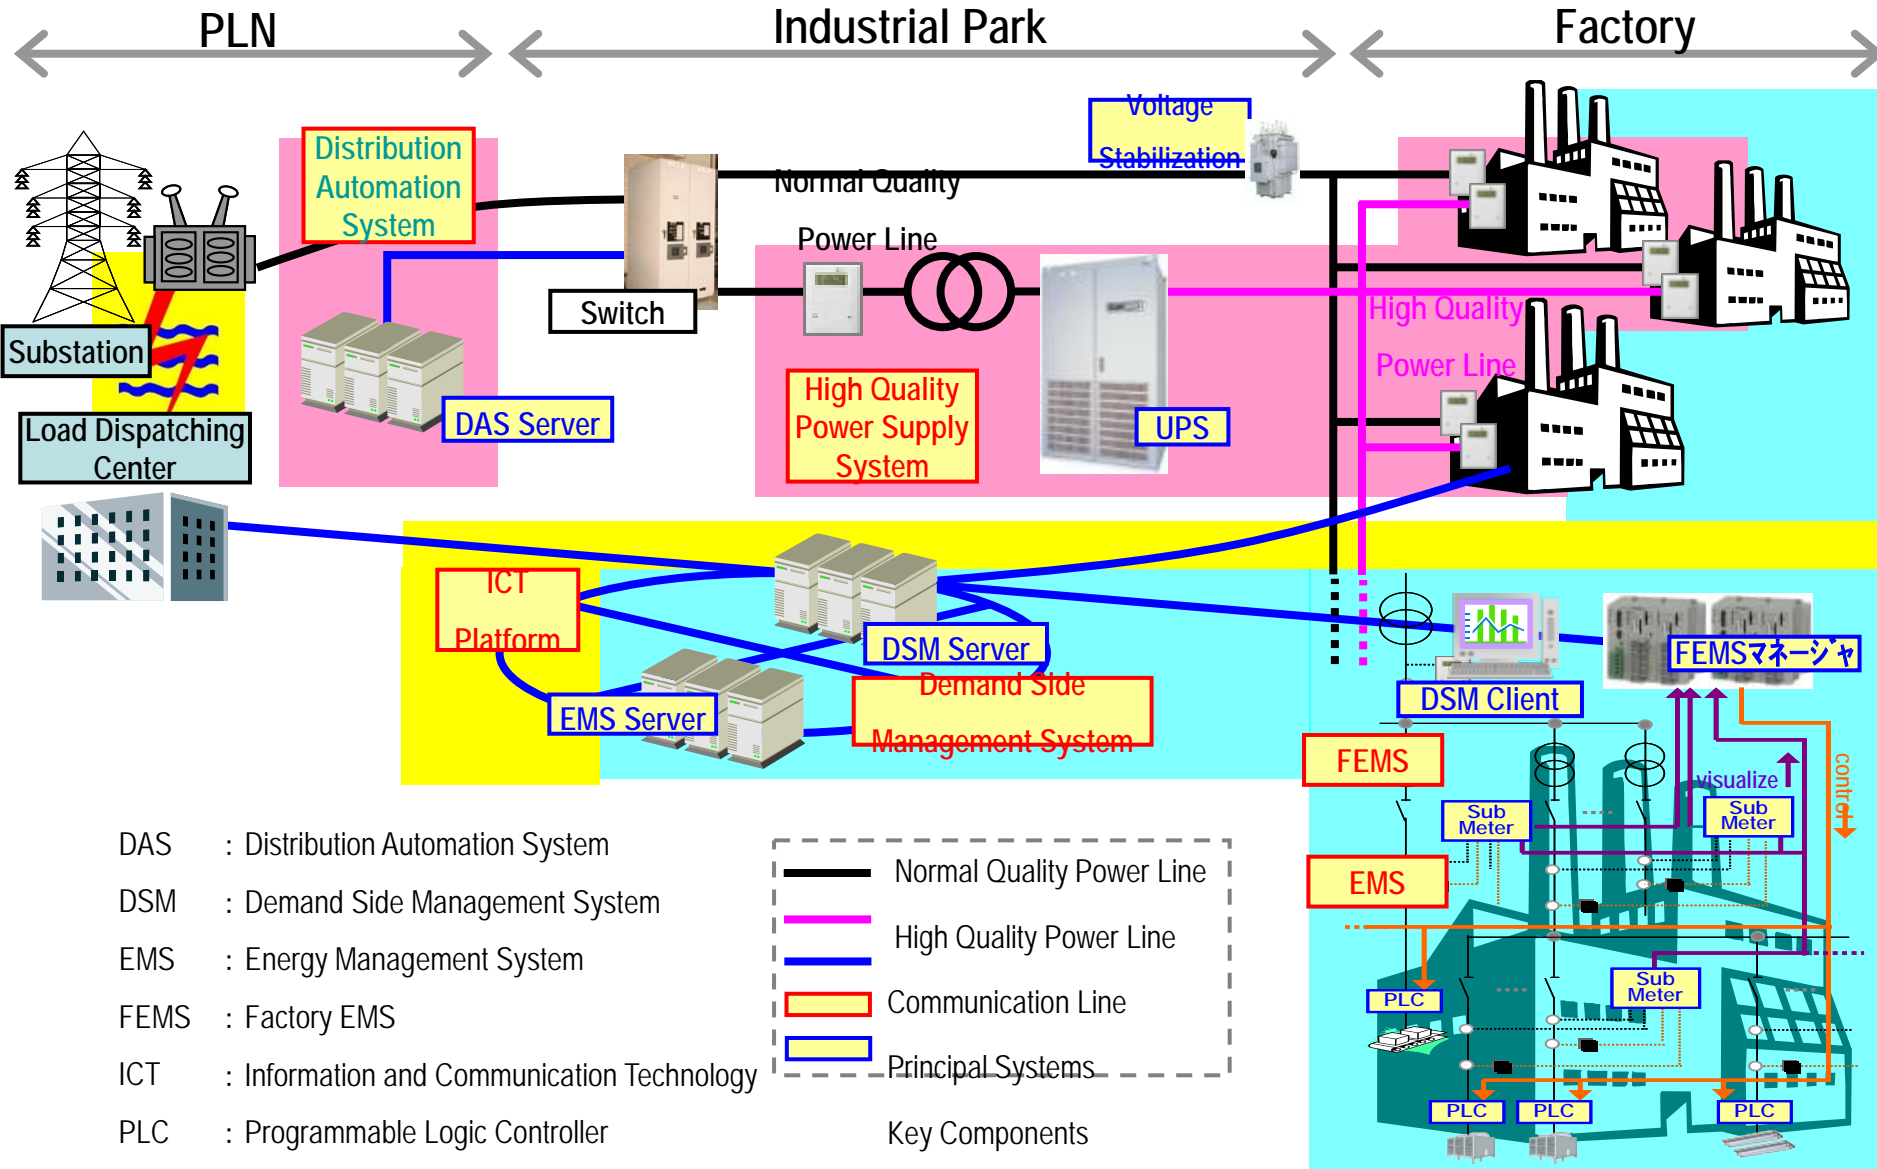 PLN
Industrial Park
Factory
Voltage
Stabilization
Distribution
Automation
System
Normal Quality
Power Line
Switch
Substation
High Quality
Power Line
Load Dispatching
Center
DAS Server
High Quality
Power Supply
System
UPS
ICT
Platform
DSM Server
EMS Server
Demand Side
Management System
DSM Client
FEMSマネージャ
FEMS
visualize
control
Sub
Meter
Sub
Meter
EMS
Sub
Meter
PLC
PLC
PLC
PLC
DAS : Distribution Automation System
DSM : Demand Side Management System
EMS : Energy Management System
FEMS : Factory EMS
ICT : Information and Communication Technology
PLC : Programmable Logic Controller
Normal Quality Power Line
High Quality Power Line
Communication Line
Principal Systems
Key Components